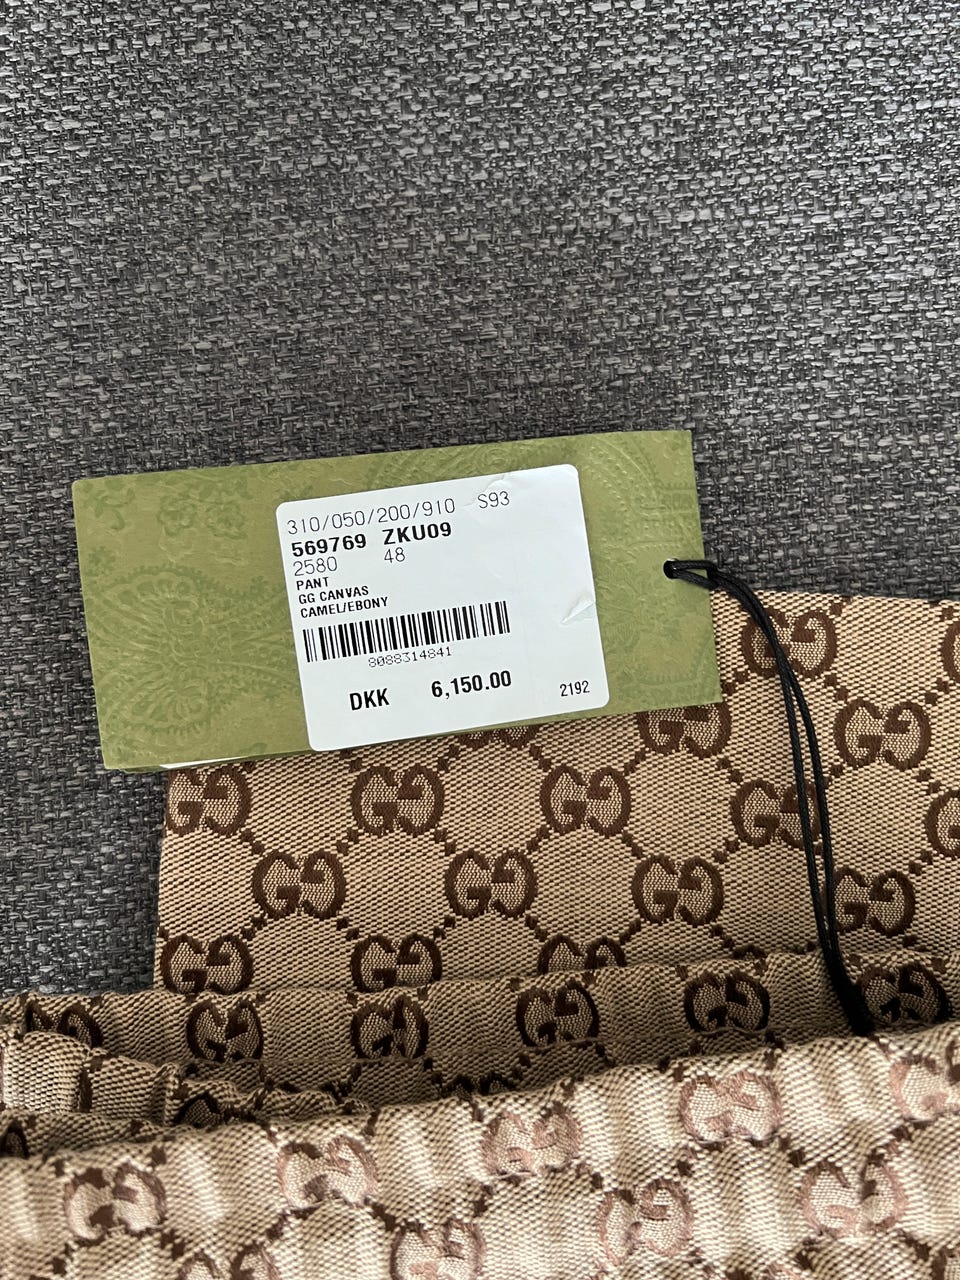 310/050/200/910 S93
569769 ZKU09
2580 48
PANT
GG CANVAS
CAMEL/EBONY
8088314841
DKK 6,150.00
2192